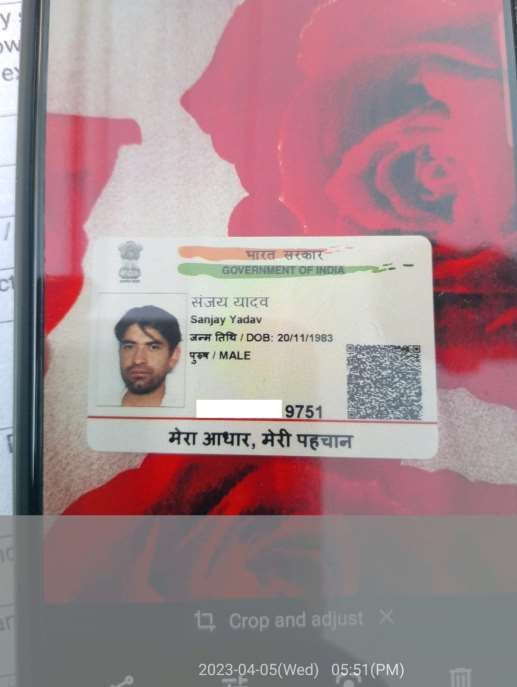 भारत सरकार
GOVERNMENT OF INDIA
संजय यादव
Sanjay Yadav
जन्म तिथि / DOB: 20/11/1983
पुरुष / MALE
9751
मेरा आधार, मेरी पहचान
Crop and adjust
2023-04-05(Wed) 05:51(PM)